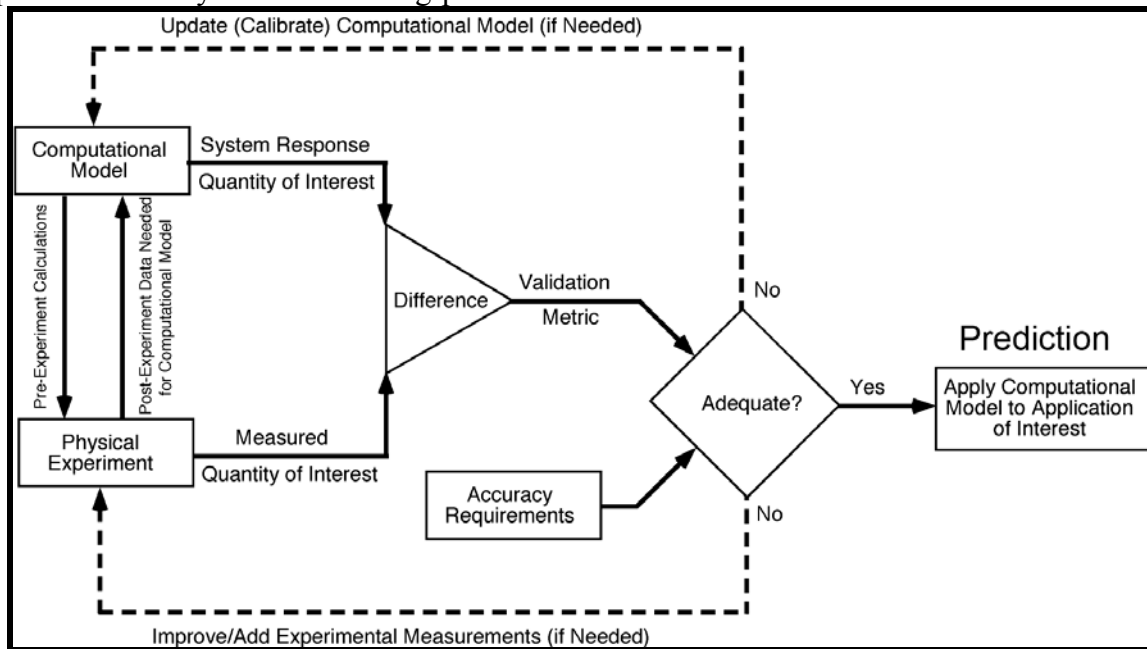 Update (Calibrate) Computational Model (if Needed)
Computational
Model
System Response
Quantity of Interest
Pre-Experiment Calculations
Post-Experiment Data Needed
for Computational Model
Difference
Validation
Metric
No
Prediction
Adequate?
Yes
Apply Computational
Model to Application
of Interest
Physical
Experiment
Measured
Quantity of Interest
Accuracy
Requirements
No
Improve/Add Experimental Measurements (if Needed)